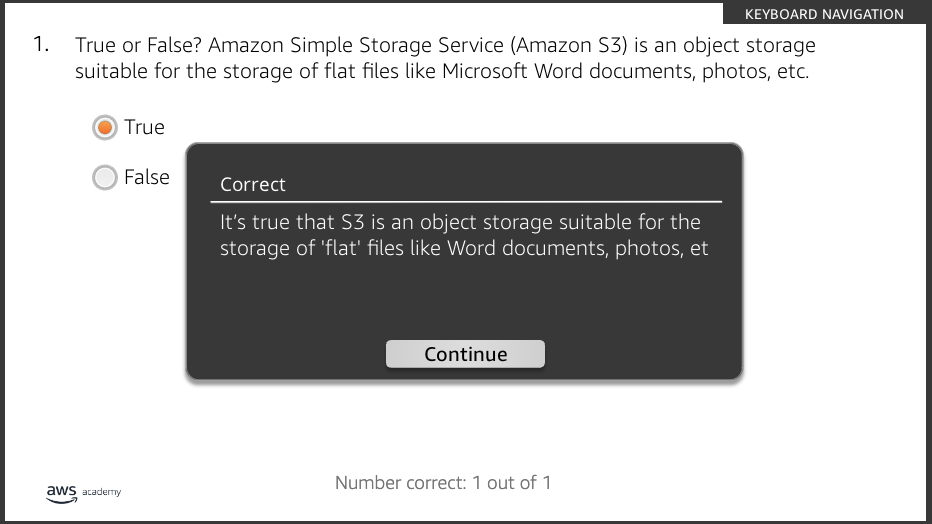 KEYBOARD NAVIGATION
1. True or False? Amazon Simple Storage Service (Amazon S3) is an object storage
suitable for the storage of flat files like Microsoft Word documents, photos, etc.
True
False
Correct
It’s true that S3 is an object storage suitable for the
storage of 'flat' files like Word documents, photos, et
Continue
Number correct: 1 out of 1
aws academy